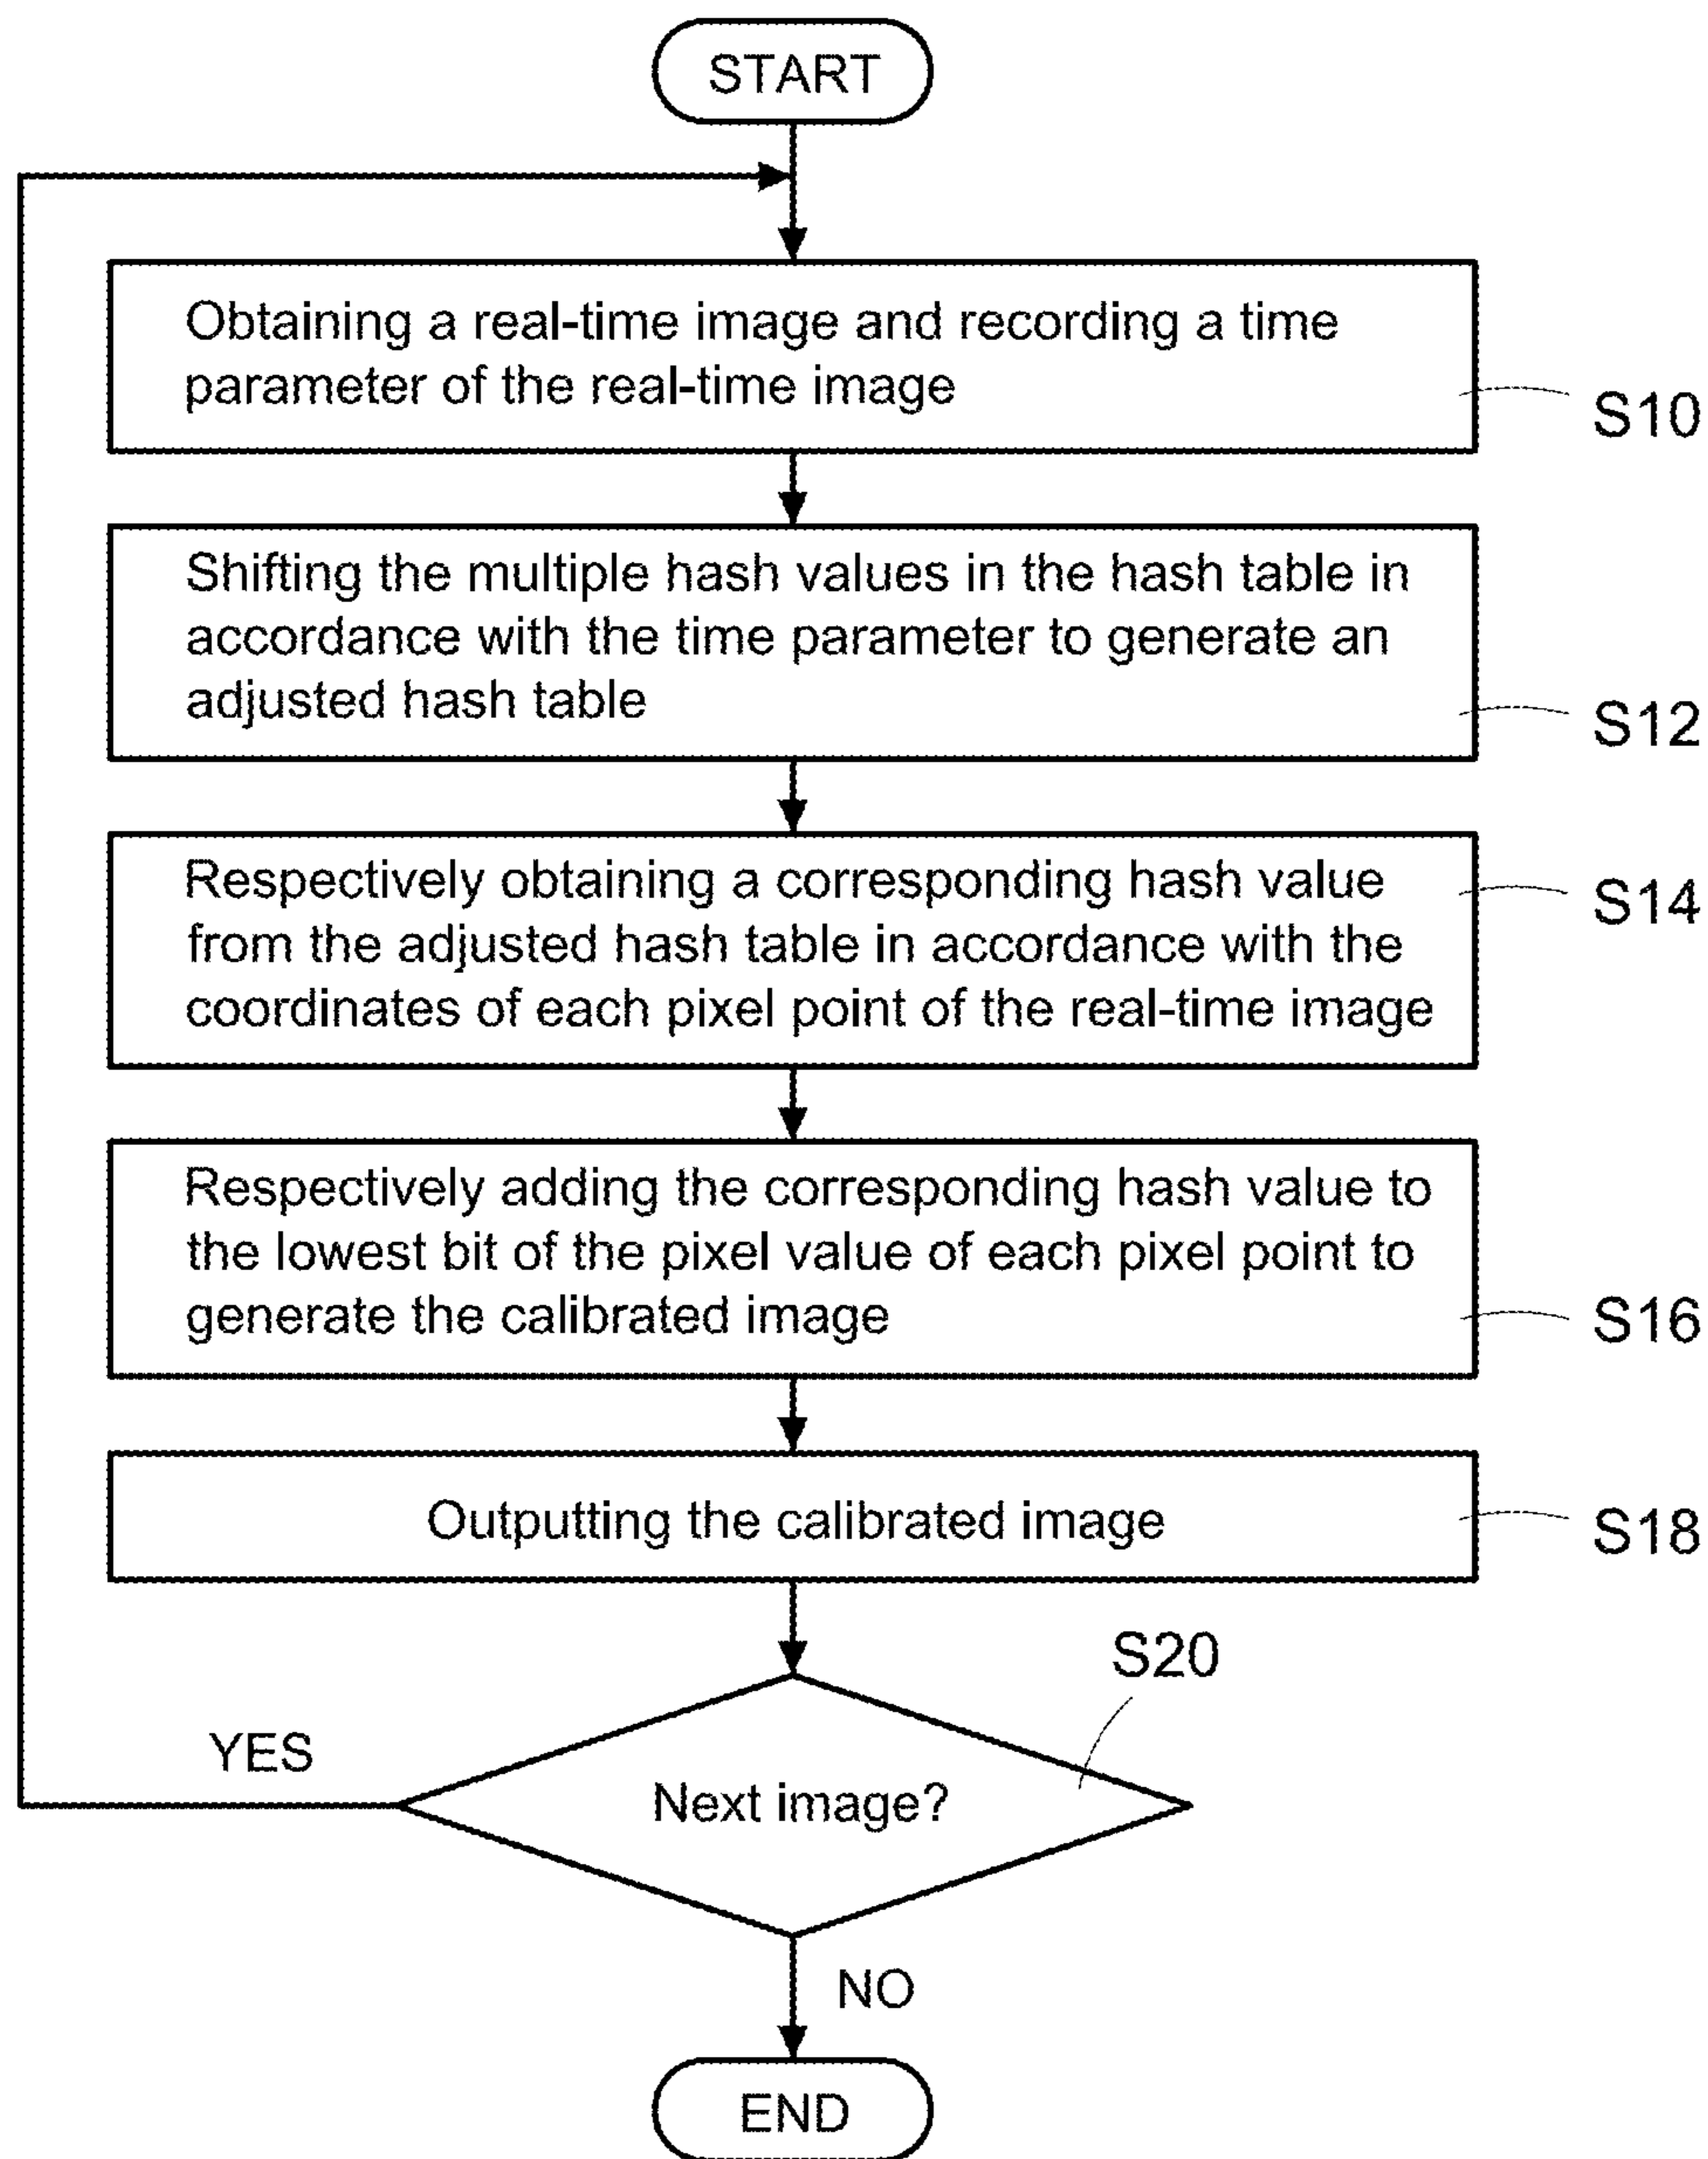 START
Obtaining a real-time image and recording a time
parameter of the real-time image
S10
Shifting the multiple hash values in the hash table in
accordance with the time parameter to generate an
adjusted hash table
S12
Respectively obtaining a corresponding hash value
from the adjusted hash table in accordance with the
coordinates of each pixel point of the real-time image
S14
Respectively adding the corresponding hash value to
the lowest bit of the pixel value of each pixel point to
generate the calibrated image
S16
Outputting the calibrated image
S18
S20
YES
Next image?
NO
END